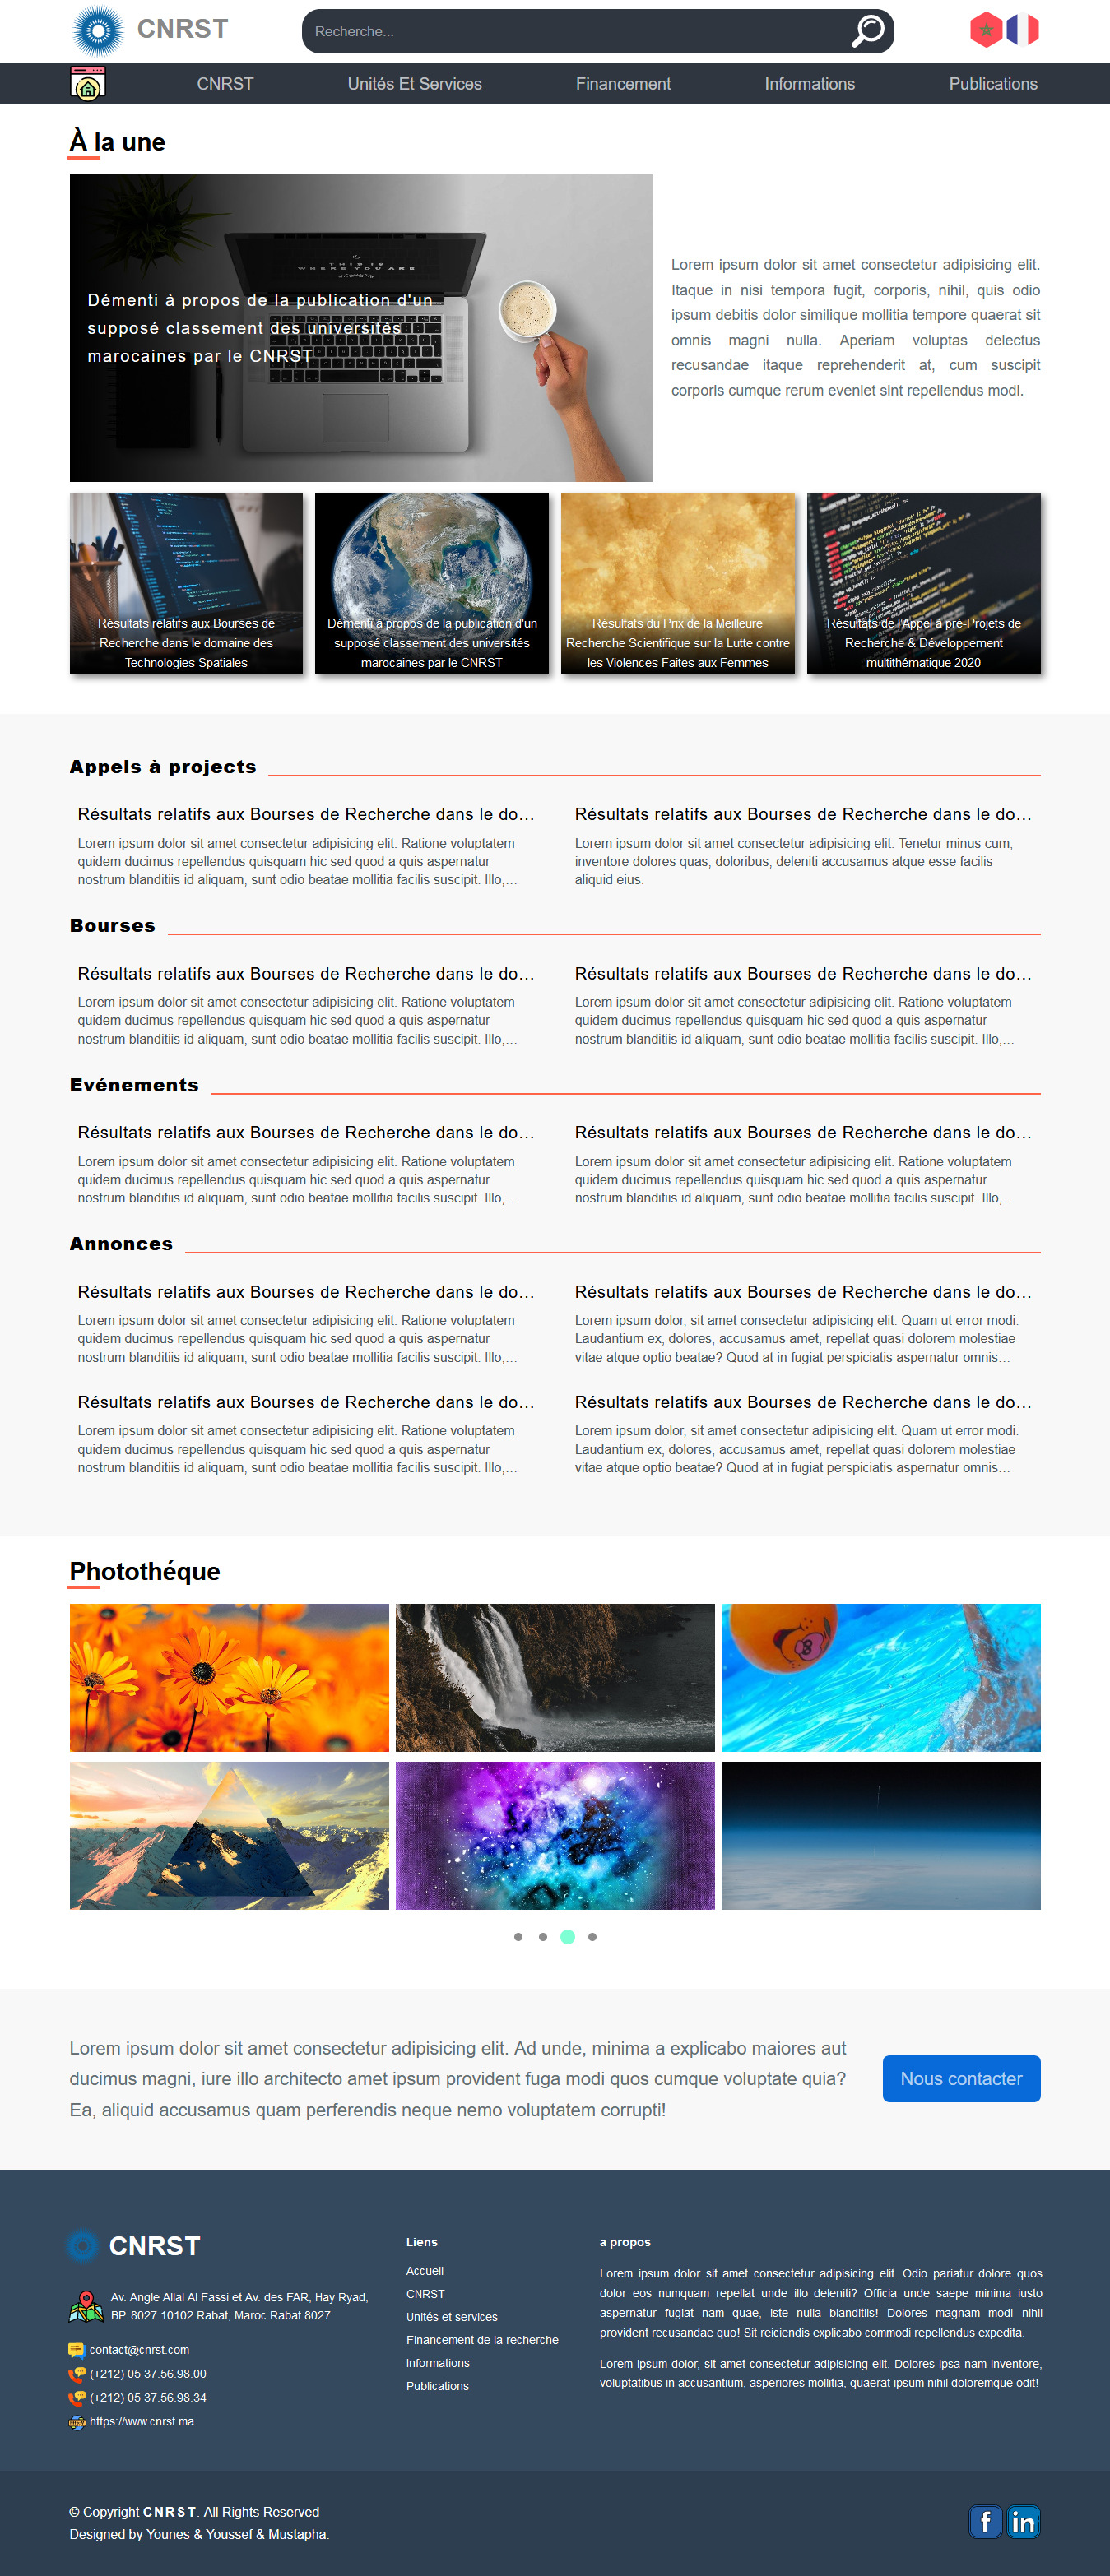 CNRST
Recherche...
CNRST
Unités Et Services
Financement
Informations
Publications
À la une
THIS IS
WHERE YOU ARE
Démenti à propos de la publication d'un
supposé classement des universités
marocaines par le CNRST
Lorem ipsum dolor sit amet consectetur adipisicing elit.
Itaque in nisi tempora fugit, corporis, nihil, quis odio
ipsum debitis dolor similique mollitia tempore quaerat sit
omnis magni nulla. Aperiam voluptas delectus
recusandae itaque reprehenderit at, cum suscipit
corporis cumque rerum eveniet sint repellendus modi.
Résultats relatifs aux Bourses de
Recherche dans le domaine des
Technologies Spatiales
Démenti à propos de la publication d'un
supposé classement des universités
marocaines par le CNRST
Résultats du Prix de la Meilleure
Recherche Scientifique sur la Lutte contre
les Violences Faites aux Femmes
Résultats de l'Appel à pré-Projets de
Recherche & Développement
multithématique 2020
Appels à projects
Résultats relatifs aux Bourses de Recherche dans le do...
Lorem ipsum dolor sit amet consectetur adipisicing elit. Ratione voluptatem
quidem ducimus repellendus quisquam hic sed quod a quis aspernatur
nostrum blanditiis id aliquam, sunt odio beatae mollitia facilis suscipit. Illo,...
Résultats relatifs aux Bourses de Recherche dans le do...
Lorem ipsum dolor sit amet consectetur adipisicing elit. Tenetur minus cum,
inventore dolores quas, doloribus, deleniti accusamus atque esse facilis
aliquid eius.
Bourses
Résultats relatifs aux Bourses de Recherche dans le do...
Lorem ipsum dolor sit amet consectetur adipisicing elit. Ratione voluptatem
quidem ducimus repellendus quisquam hic sed quod a quis aspernatur
nostrum blanditiis id aliquam, sunt odio beatae mollitia facilis suscipit. Illo,...
Résultats relatifs aux Bourses de Recherche dans le do...
Lorem ipsum dolor sit amet consectetur adipisicing elit. Ratione voluptatem
quidem ducimus repellendus quisquam hic sed quod a quis aspernatur
nostrum blanditiis id aliquam, sunt odio beatae mollitia facilis suscipit. Illo,...
Evénements
Résultats relatifs aux Bourses de Recherche dans le do...
Lorem ipsum dolor sit amet consectetur adipisicing elit. Ratione voluptatem
quidem ducimus repellendus quisquam hic sed quod a quis aspernatur
nostrum blanditiis id aliquam, sunt odio beatae mollitia facilis suscipit. Illo,...
Résultats relatifs aux Bourses de Recherche dans le do...
Lorem ipsum dolor sit amet consectetur adipisicing elit. Ratione voluptatem
quidem ducimus repellendus quisquam hic sed quod a quis aspernatur
nostrum blanditiis id aliquam, sunt odio beatae mollitia facilis suscipit. Illo,...
Annonces
Résultats relatifs aux Bourses de Recherche dans le do...
Lorem ipsum dolor sit amet consectetur adipisicing elit. Ratione voluptatem
quidem ducimus repellendus quisquam hic sed quod a quis aspernatur
nostrum blanditiis id aliquam, sunt odio beatae mollitia facilis suscipit. Illo,...
Résultats relatifs aux Bourses de Recherche dans le do...
Lorem ipsum dolor, sit amet consectetur adipisicing elit. Quam ut error modi.
Laudantium ex, dolores, accusamus amet, repellat quasi dolorem molestiae
vitae atque optio beatae? Quod at in fugiat perspiciatis aspernatur omnis...
Résultats relatifs aux Bourses de Recherche dans le do...
Lorem ipsum dolor sit amet consectetur adipisicing elit. Ratione voluptatem
quidem ducimus repellendus quisquam hic sed quod a quis aspernatur
nostrum blanditiis id aliquam, sunt odio beatae mollitia facilis suscipit. Illo,...
Résultats relatifs aux Bourses de Recherche dans le do...
Lorem ipsum dolor, sit amet consectetur adipisicing elit. Quam ut error modi.
Laudantium ex, dolores, accusamus amet, repellat quasi dolorem molestiae
vitae atque optio beatae? Quod at in fugiat perspiciatis aspernatur omnis...
Photothéque
8
Lorem ipsum dolor sit amet consectetur adipisicing elit. Ad unde, minima a explicabo maiores aut
ducimus magni, iure illo architecto amet ipsum provident fuga modi quos cumque voluptate quia?
Ea, aliquid accusamus quam perferendis neque nemo voluptatem corrupti!
Nous contacter
CNRST
Av. Angle Allal Al Fassi et Av. des FAR, Hay Ryad,
BP. 8027 10102 Rabat, Maroc Rabat 8027
contact@cnrst.com
(+212) 05 37.56.98.00
(+212) 05 37.56.98.34
https://www.cnrst.ma
Liens
Accueil
CNRST
Unités et services
Financement de la recherche
Informations
Publications
a propos
Lorem ipsum dolor sit amet consectetur adipisicing elit. Odio pariatur dolore quos
dolor eos numquam repellat unde illo deleniti? Officia unde saepe minima iusto
aspernatur fugiat nam quae, iste nulla blanditiis! Dolores magnam modi nihil
provident recusandae quo! Sit reiciendis explicabo commodi repellendus expedita.
Lorem ipsum dolor, sit amet consectetur adipisicing elit. Dolores ipsa nam inventore,
voluptatibus in accusantium, asperiores mollitia, quaerat ipsum nihil doloremque odit!
© Copyright CNRST. All Rights Reserved
Designed by Younes & Youssef & Mustapha.
f
in